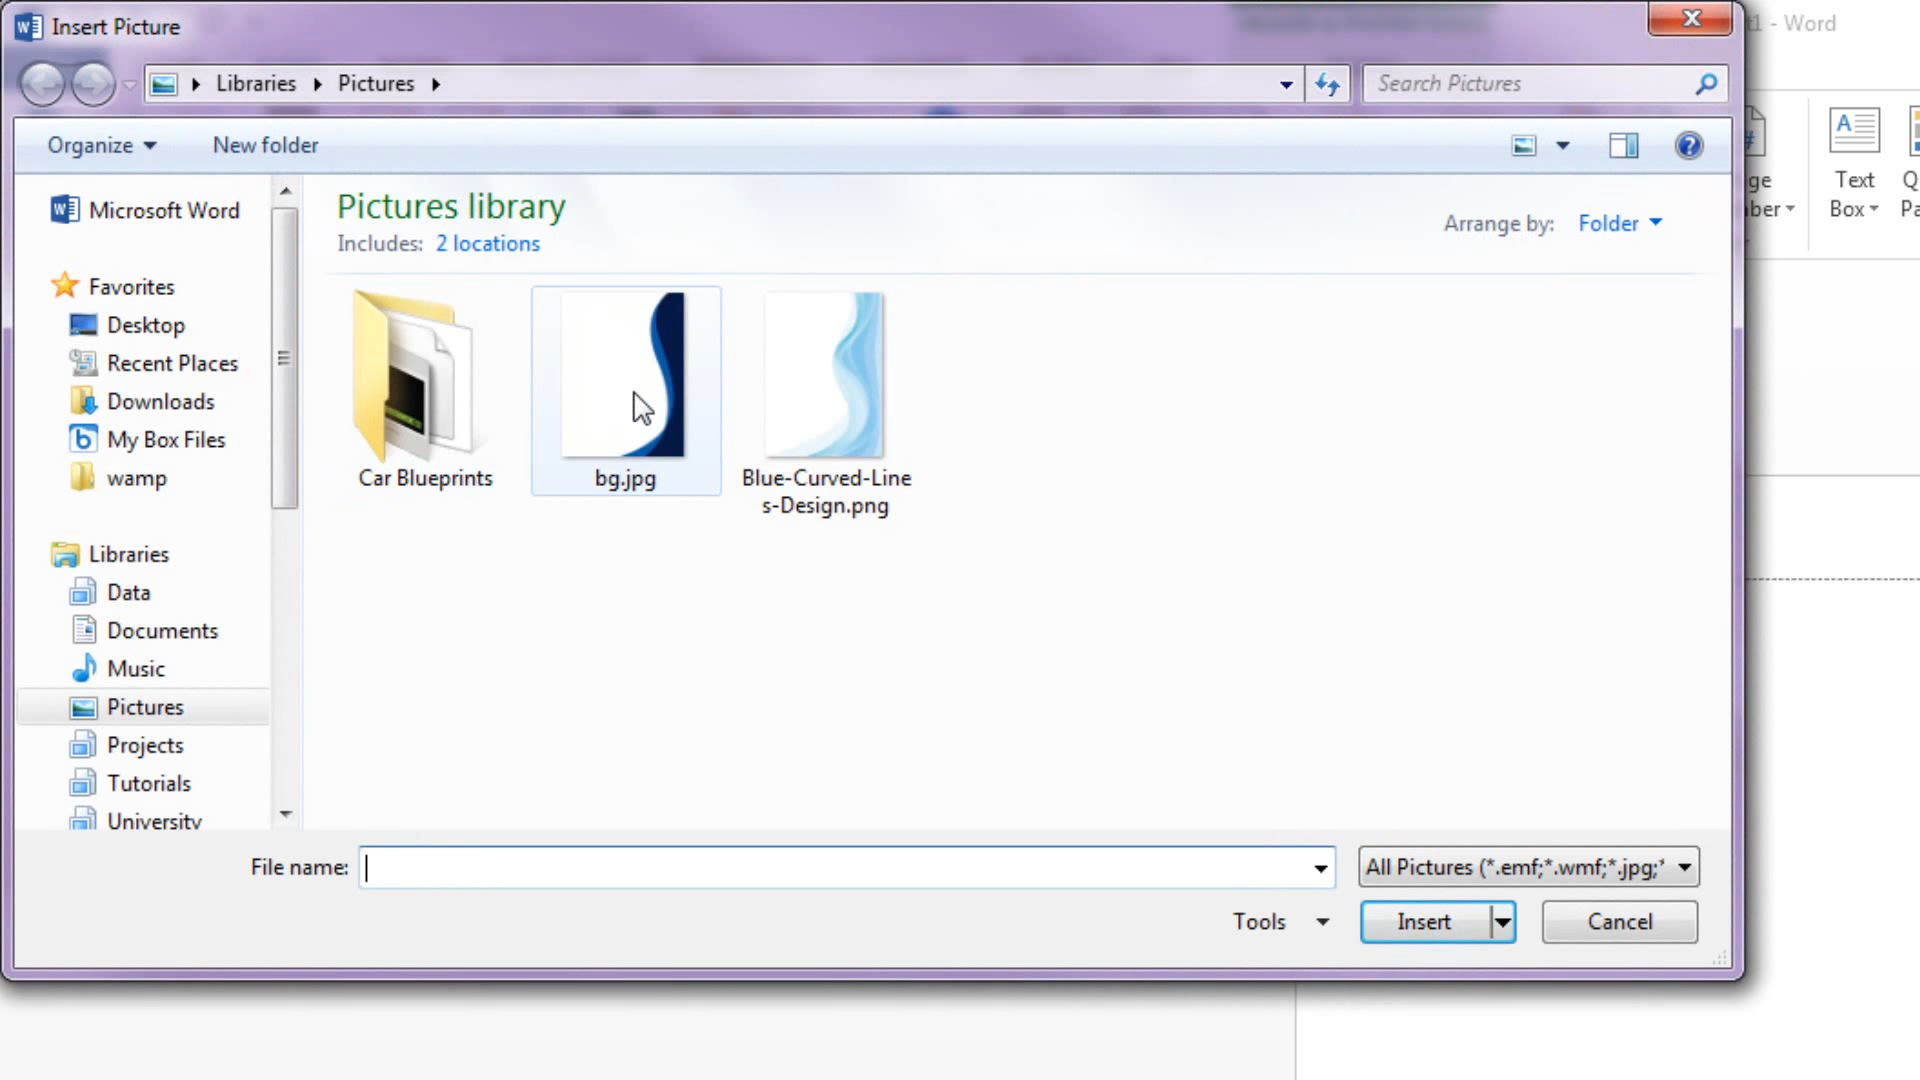 Insert Picture
1 - Word
Libraries
Pictures
Search Pictures
Organize
New folder
Text
Box
Microsoft Word
Pictures library
Includes: 2 locations
Arrange by: Folder
Favorites
Desktop
Recent Places
Downloads
My Box Files
wamp
Car Blueprints
bg.jpg
Blue-Curved-Line
s-Design.png
Libraries
Data
Documents
Music
Pictures
Projects
Tutorials
University
File name:
All Pictures (*.emf;*.wmf;*.jpg;*
Tools
Insert
Cancel